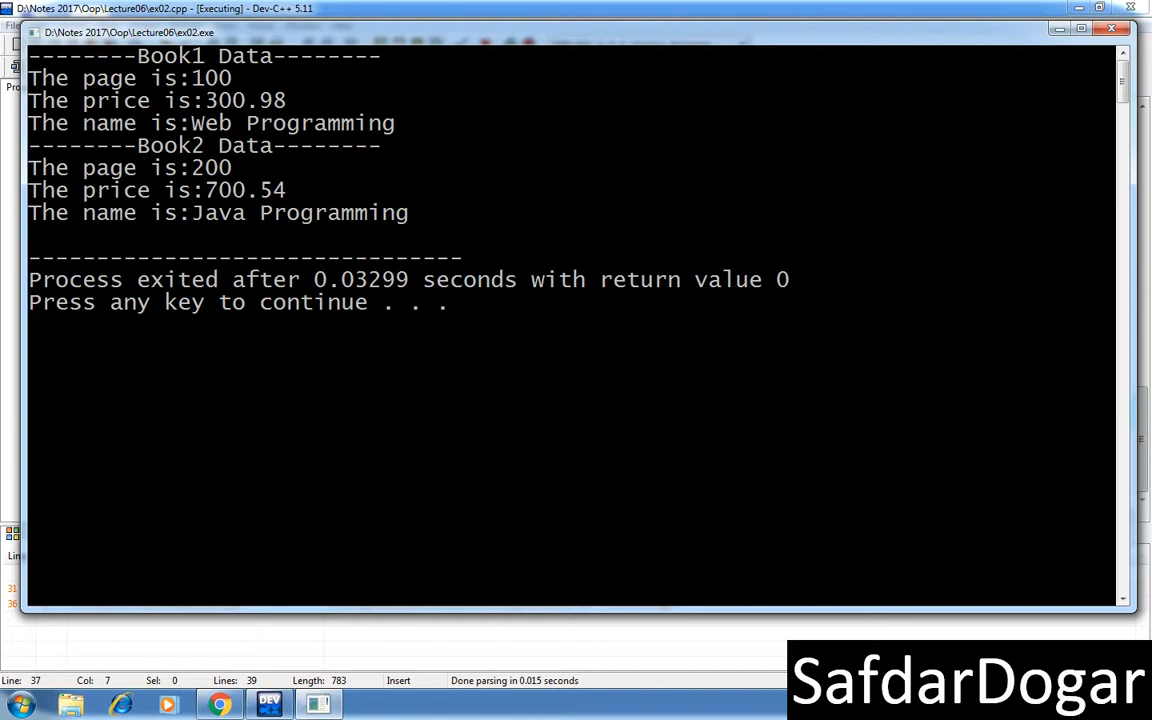 D:\Notes 2017\Oop\Lecture06\ex02.cpp - [Executing] - Dev-C++ 5.11
D:\Notes 2017\Oop\Lecture06\ex02.exe
--------Book1 Data--------
The page is:100
The price is:300.98
The name is:Web Programming
--------Book2 Data--------
The page is:200
The price is:700.54
The name is:Java Programming
--------------------------------
Process exited after 0.03299 seconds with return value 0
Press any key to continue . . .
31
36
Line: 37 Col: 7 Sel: 0 Lines: 39 Length: 783 Insert Done parsing in 0.015 seconds
DEV
SafdarDogar